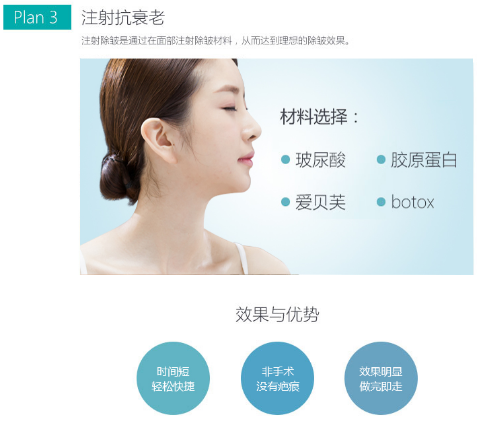 Plan 3
注射抗衰老
注射除皱是通过在面部注射除皱材料，从而达到理想的除皱效果。
材料选择：
玻尿酸
胶原蛋白
爱贝芙
botox
效果与优势
时间短
轻松快捷
非手术
没有疤痕
效果明显
做完即走